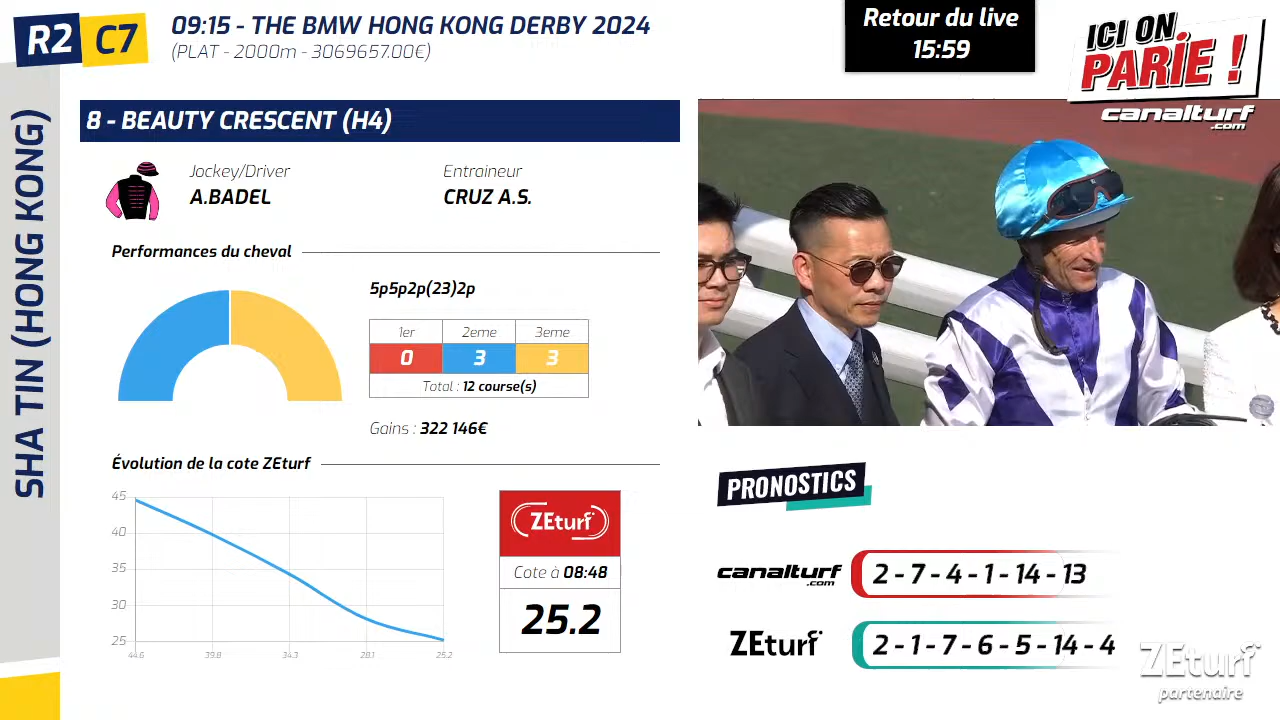 R2 C7
09:15 - THE BMW HONG KONG DERBY 2024
(PLAT - 2000m - 3069657.00€)
Retour du live
15:59
ICI ON
PARIE !
canalturf
.com
SHA TIN (HONG KONG)
8 - BEAUTY CRESCENT (H4)
Jockey/Driver
A.BADEL
Entraineur
CRUZ A.S.
Performances du cheval
5p5p2p(23)2p
1er 2eme 3eme
0 3 3
Total : 12 course(s)
Gains : 322 146€
Évolution de la cote ZEturf
45
40
35
30
25
44.6 39.8 34.3 28.1 25.2
ZEturf
Cote à 08:48
25.2
PRONOSTICS
canalturf
.com
2 - 7 - 4 - 1 - 14 - 13
ZEturf
2 - 1 - 7 - 6 - 5 - 14 - 4
ZEturf
partenaire